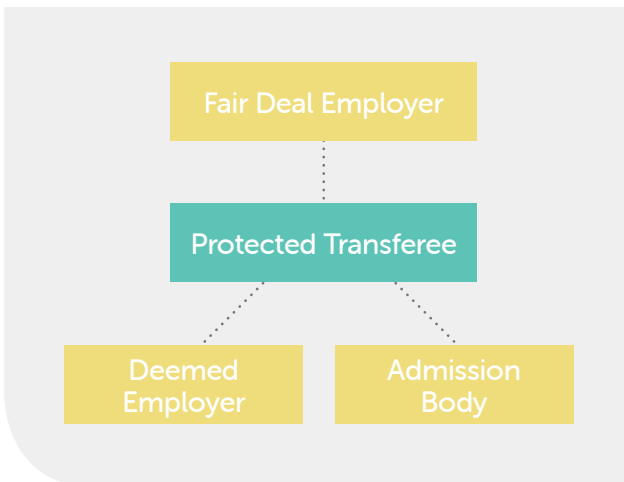 Fair Deal Employer
Protected Transferee
Deemed
Employer
Admission
Body